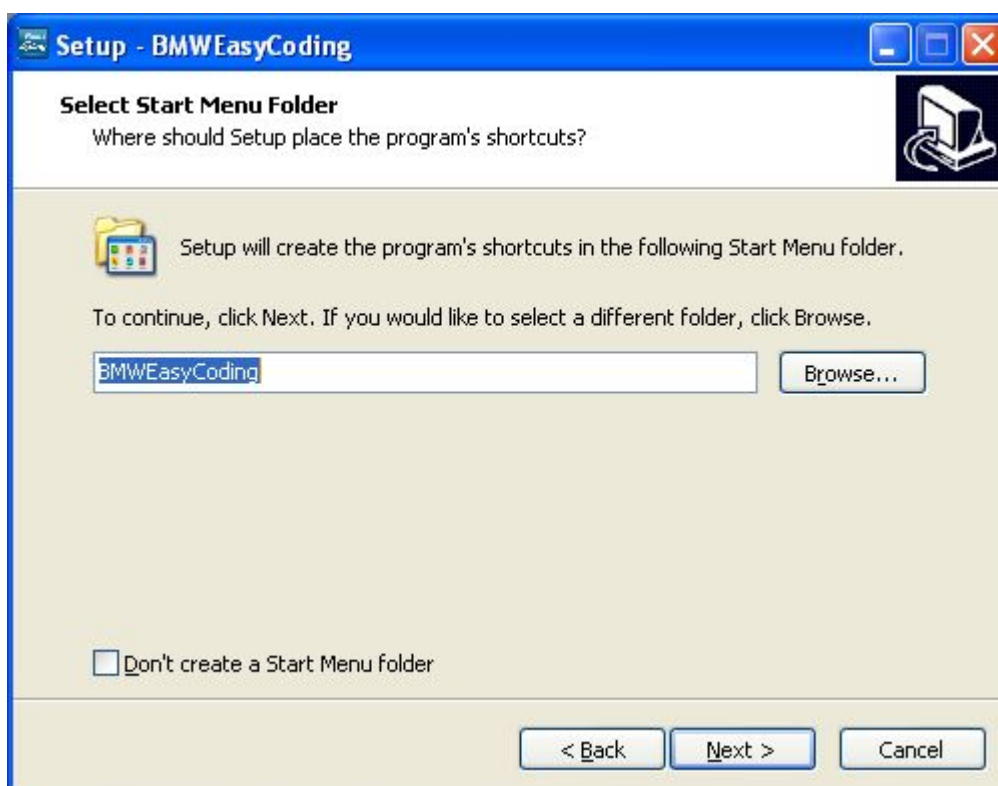 Setup - BMWEasyCoding
Select Start Menu Folder
Where should Setup place the program's shortcuts?
Setup will create the program's shortcuts in the following Start Menu folder.
To continue, click Next. If you would like to select a different folder, click Browse.
BMWEasyCoding
Browse...
Don't create a Start Menu folder
< Back
Next >
Cancel